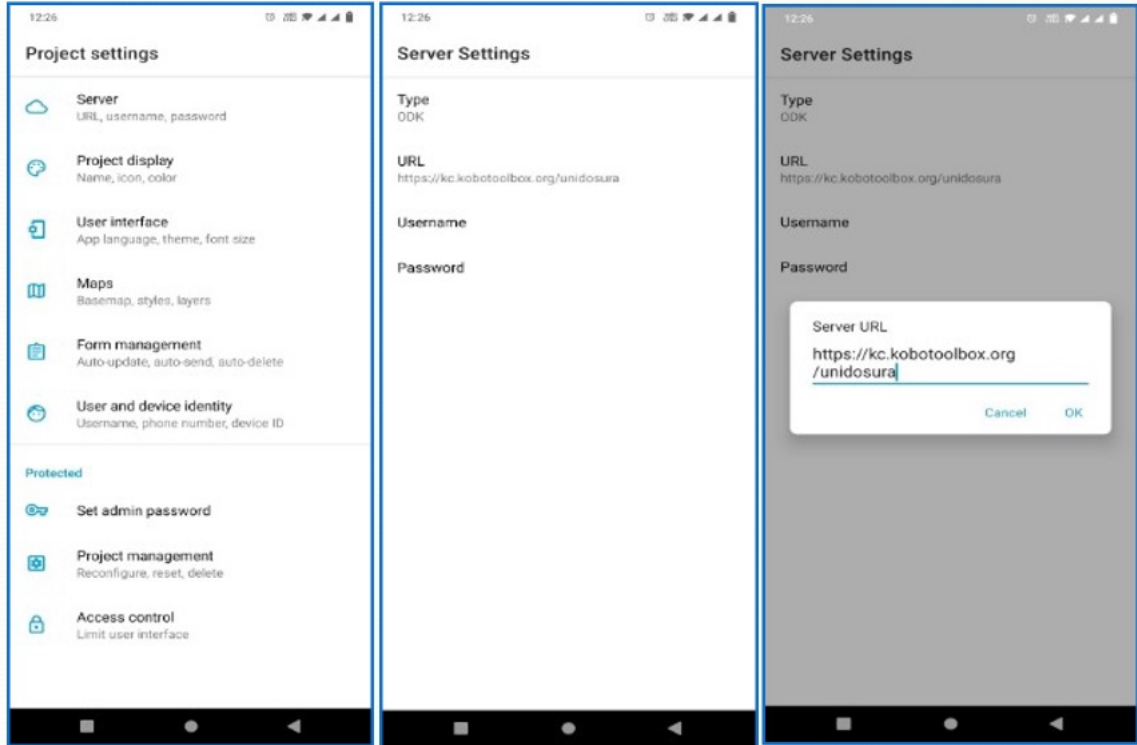 12:26
Project settings
Server
URL, username, password
Project display
Name, icon, color
User interface
App language, theme, font size
Maps
Basemap, styles, layers
Form management
Auto-update, auto-send, auto-delete
User and device identity
Username, phone number, device ID
Protected
Set admin password
Project management
Reconfigure, reset, delete
Access control
Limit user interface
12:26
Server Settings
Type
ODK
URL
https://kc.kobotoolbox.org/unidosura
Username
Password
12:26
Server Settings
Type
ODK
URL
https://kc.kobotoolbox.org/unidosura
Username
Password
Server URL
https://kc.kobotoolbox.org
/unidosura
Cancel OK